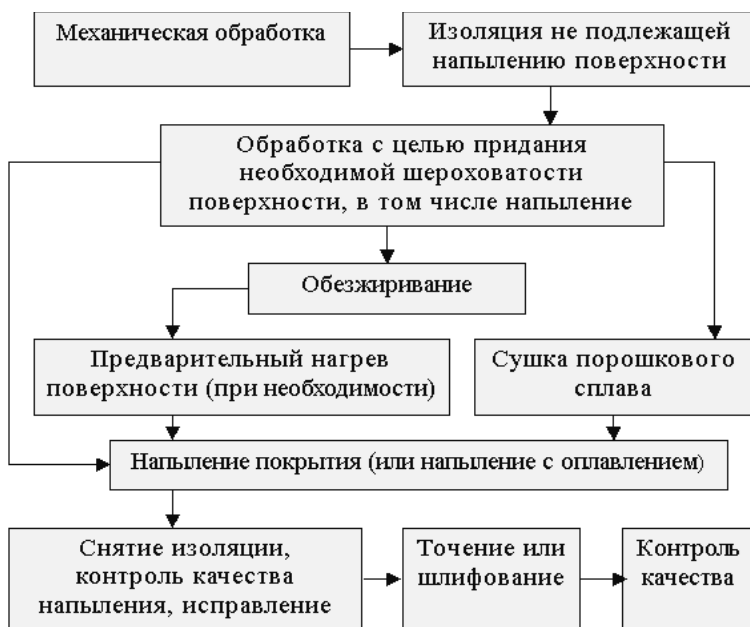 Механическая обработка
Изоляция не подлежащей
напылению поверхности
Обработка с целью придания
необходимой шероховатости
поверхности, в том числе напыление
Обезжиривание
Предварительный нагрев
поверхности (при необходимости)
Сушка порошкового
сплава
Напыление покрытия (или напыление с оплавлением)
Снятие изоляции,
контроль качества
напыления, исправление
Точение или
шлифование
Контроль
качества